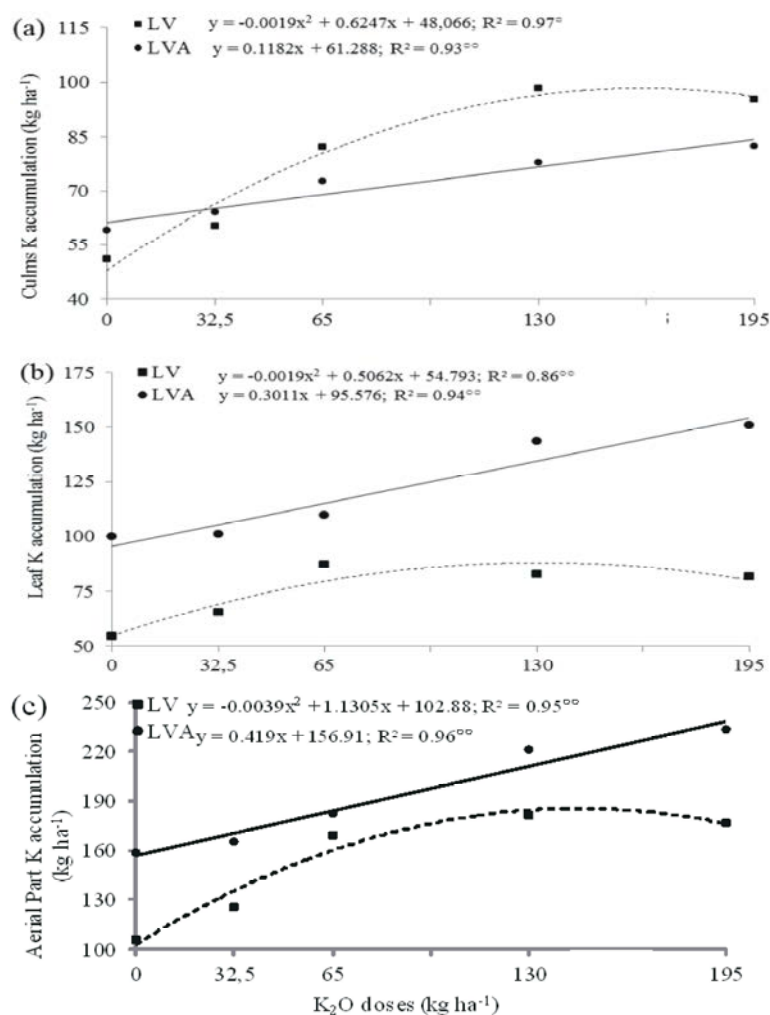 (a)
LV y = -0.0019x² + 0.6247x + 48,066; R² = 0.97°
LVA y = 0.1182x + 61.288; R² = 0.93°°
Culms K accumulation (kg ha⁻¹)
115
100
85
70
55
40
0 32,5 65 130 195
(b)
LV y = -0.0019x² + 0.5062x + 54.793; R² = 0.86°°
LVA y = 0.3011x + 95.576; R² = 0.94°°
Leaf K accumulation (kg ha⁻¹)
175
150
125
100
75
50
0 32,5 65 130 195
(c)
LV y = -0.0039x² + 1.1305x + 102.88; R² = 0.95°°
LVA y = 0.419x + 156.91; R² = 0.96°°
Aerial Part K accumulation
(kg ha⁻¹)
250
220
190
160
130
100
0 32,5 65 130 195
K₂O doses (kg ha⁻¹)